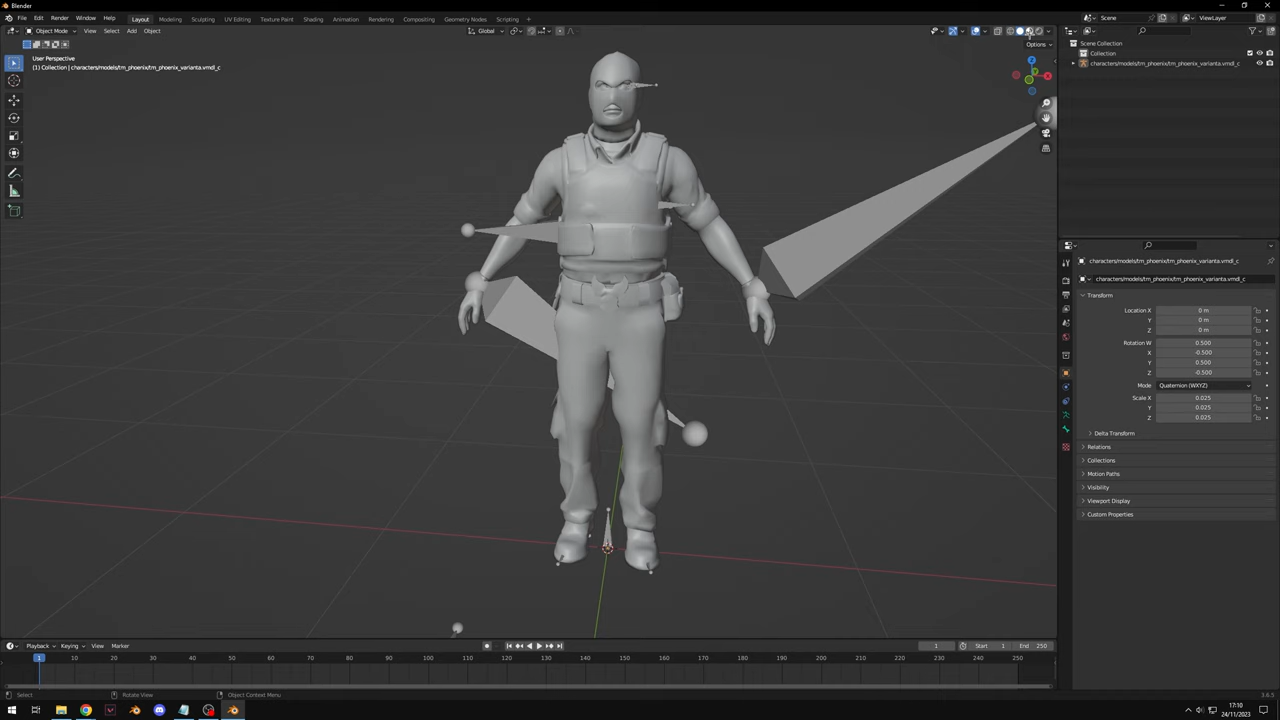 Blender
File Edit Render Window Help Layout Modeling Sculpting UV Editing Texture Paint Shading Animation Rendering Compositing Geometry Nodes Scripting + Scene ViewLayer
Object Mode View Select Add Object Global
Options
User Perspective
(1) Collection | characters/models/tm_phoenix/tm_phoenix_varianta.vmdl_c
Z
X
Y
Scene Collection
Collection
characters/models/tm_phoenix/tm_phoenix_varianta.vmdl_c
characters/models/tm_phoenix/tm_phoenix_varianta.vmdl_c
characters/models/tm_phoenix/tm_phoenix_varianta.vmdl_c
Transform
Location X 0 m
Y 0 m
Z 0 m
Rotation W 0.500
X -0.500
Y 0.500
Z -0.500
Mode Quaternion (WXYZ)
Scale X 0.025
Y 0.025
Z 0.025
Delta Transform
Relations
Collections
Motion Paths
Visibility
Viewport Display
Custom Properties
Playback Keying View Marker 1 Start 1 End 250
1 10 20 30 40 50 60 70 80 90 100 110 120 130 140 150 160 170 180 190 200 210 220 230 240 250
Select Rotate View Object Context Menu 3.6.5
17:10
24/11/2023